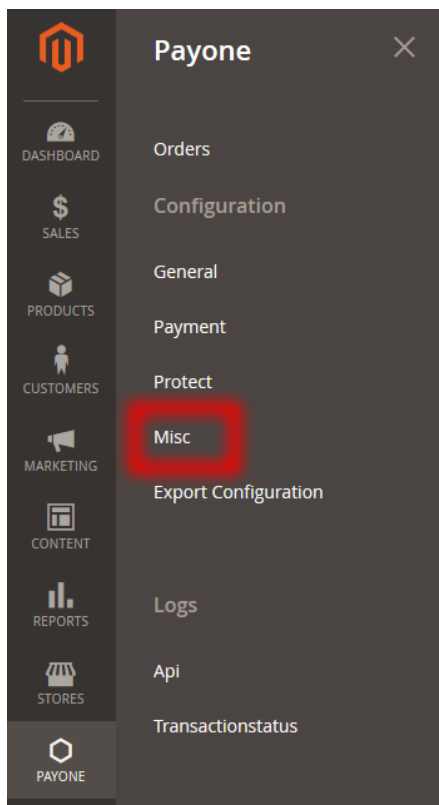 DASHBOARD
SALES
PRODUCTS
CUSTOMERS
MARKETING
CONTENT
REPORTS
STORES
PAYONE
Payone
Orders
Configuration
General
Payment
Protect
Misc
Export Configuration
Logs
Api
Transactionstatus